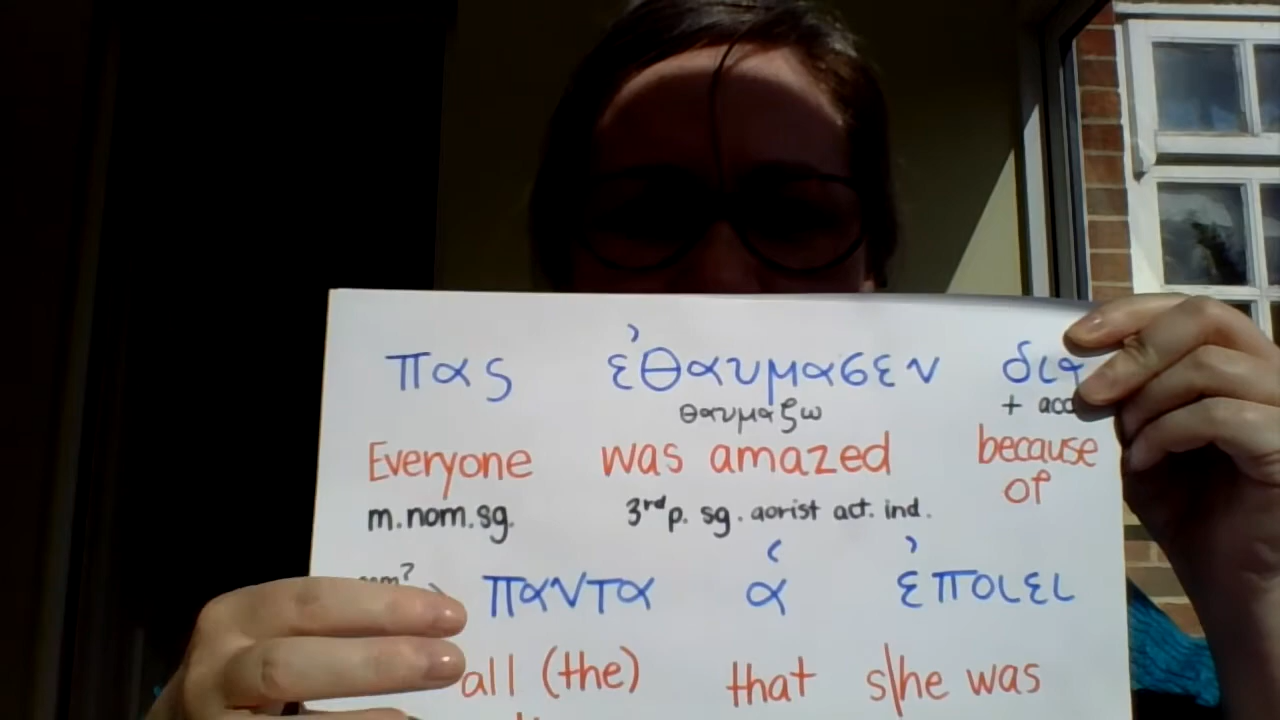 πας ἐθαυμασεν δια
θαυμαζω + acc
Everyone was amazed because
of
m.nom.sg. 3rd p. sg. aorist act. ind.
παντα ἁ ἐποιει
all (the) that s/he was